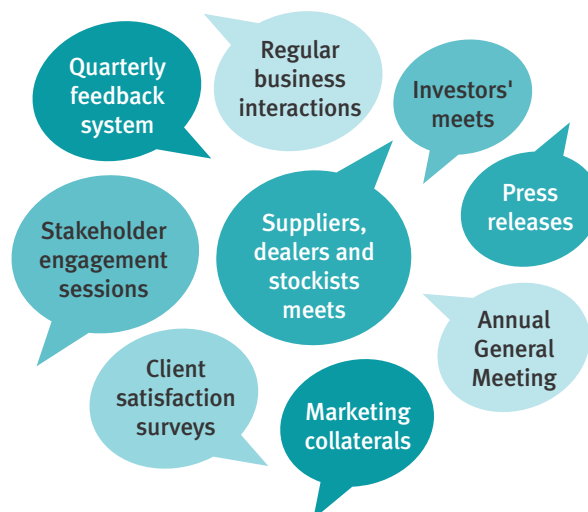 Quarterly
feedback
system
Regular
business
interactions
Investors'
meets
Press
releases
Stakeholder
engagement
sessions
Suppliers,
dealers and
stockists
meets
Annual
General
Meeting
Client
satisfaction
surveys
Marketing
collaterals